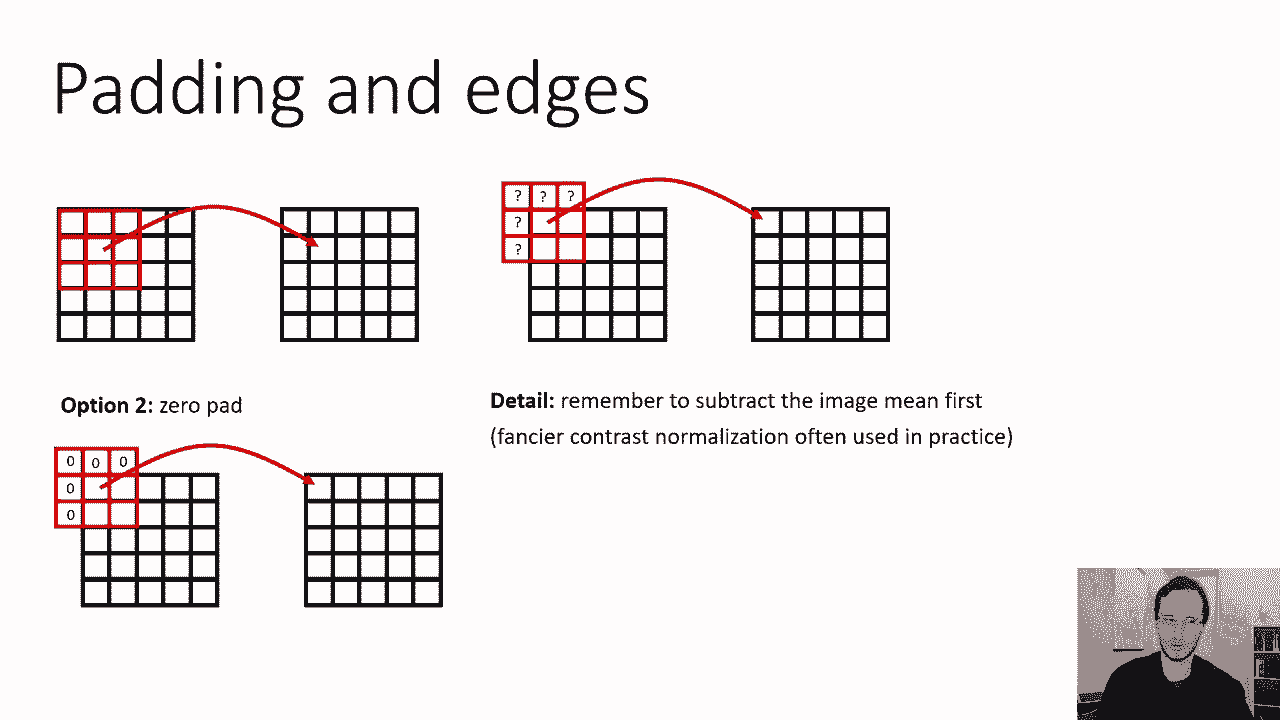 Padding and edges
? ? ?
?
?
Option 2: zero pad
Detail: remember to subtract the image mean first
(fancier contrast normalization often used in practice)
0 0 0
0
0